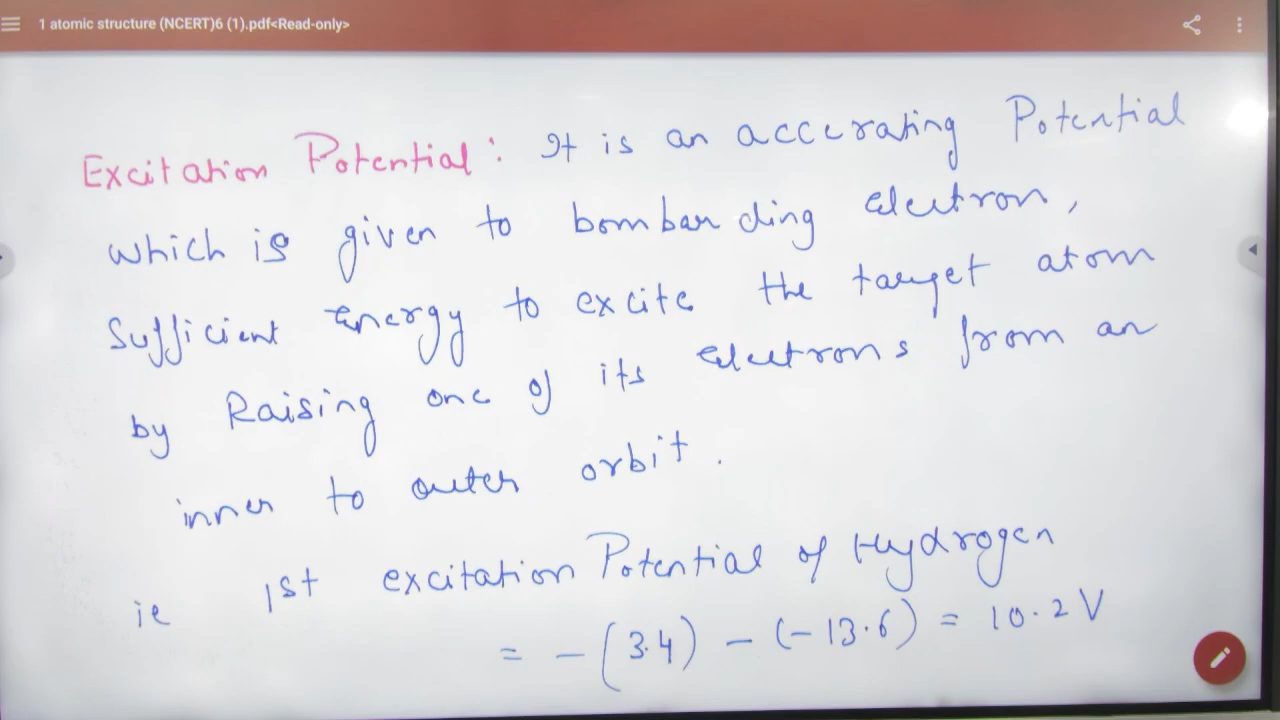 1 atomic structure (NCERT)6 (1).pdf<Read-only>
Excitation Potential: It is an accerating Potential
which is given to bombarding electron,
Sufficient Energy to excite the target atom
by Raising one of its electrons from an
inner to outer orbit.
ie 1st excitation Potential of Hydrogen
= - (3.4) - (-13.6) = 10.2 V